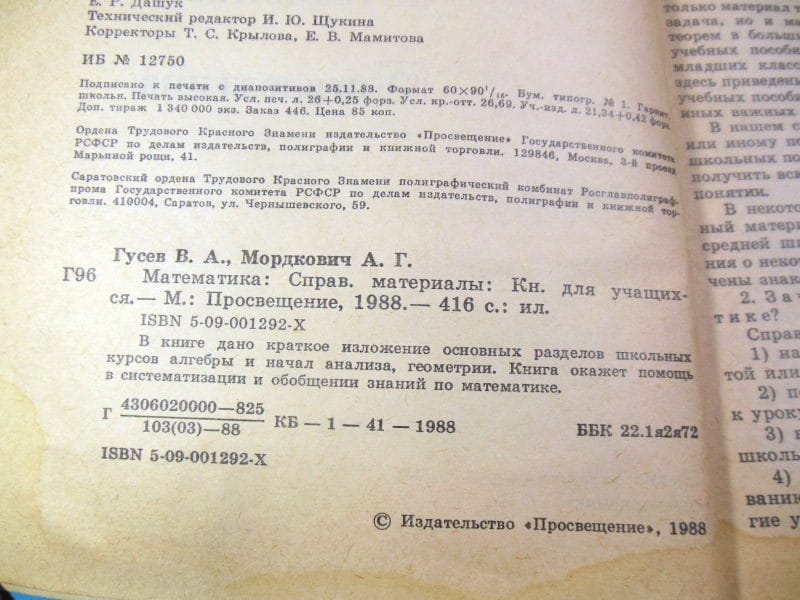 Е. Р. Дащук
Технический редактор И. Ю. Щукина
Корректоры Т. С. Крылова, Е. В. Мамитова
ИБ № 12750
Подписано к печати с диапозитивов 25.11.88. Формат 60×90¹/₁₆. Бум. типогр. № 1. Гарнит.
школьн. Печать высокая. Усл. печ. л. 26+0,25 форз. Усл. кр.-отт. 26,69. Уч.-изд. л. 21,34+0,42 форз.
Доп. тираж 1 340 000 экз. Заказ 446. Цена 85 коп.
Ордена Трудового Красного Знамени издательство «Просвещение» Государственного комитета
РСФСР по делам издательств, полиграфии и книжной торговли. 129846, Москва, 3-й проезд
Марьиной рощи, 41.
Саратовский ордена Трудового Красного Знамени полиграфический комбинат Росглавполиграф-
прома Государственного комитета РСФСР по делам издательств, полиграфии и книжной тор-
говли. 410004, Саратов, ул. Чернышевского, 59.
Гусев В. А., Мордкович А. Г.
Г96 Математика: Справ. материалы: Кн. для учащих-
ся.— М.: Просвещение, 1988.— 416 с.: ил.
ISBN 5-09-001292-X
В книге дано краткое изложение основных разделов школьных
курсов алгебры и начал анализа, геометрии. Книга окажет помощь
в систематизации и обобщении знаний по математике.
Г 4306020000—825
103(03)—88 КБ — 1 — 41 — 1988
ББК 22.1я2я72
ISBN 5-09-001292-X
© Издательство «Просвещение», 1988
только материал
задача, но и
теорем в больш
учебных пособи
младших класс
здесь приведены
учебных пособи
иных важных
В нашем с
или иному по
школьных по
получить вс
понятии.
В некото
ный материа
средней шк
ния о некот
чены знак
2. За
тике?
Справ
1) на
той или
2) по
к уроку
3)
школь
4)
вани
гие у